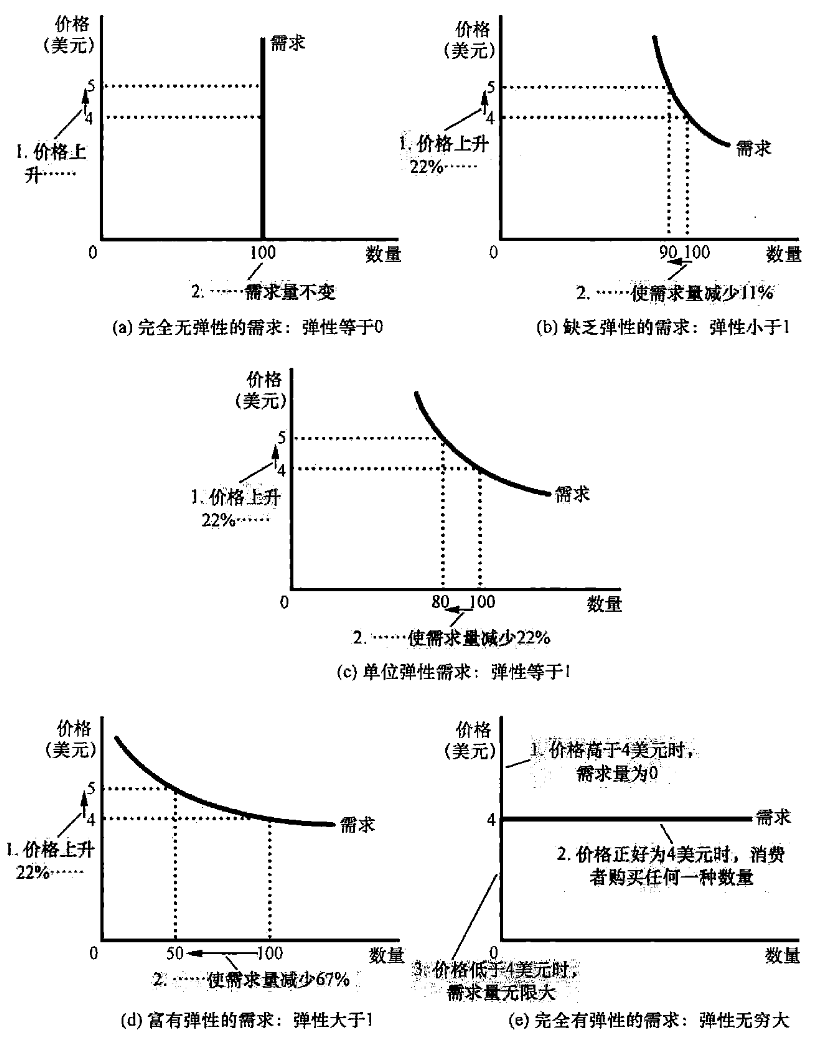 价格
(美元)
需求
5
4
1. 价格上
升······
0
100
数量
2. ······需求量不变
(a) 完全无弹性的需求：弹性等于0
价格
(美元)
5
4
1. 价格上升
22%······
需求
0
90 100
数量
2. ······使需求量减少11%
(b) 缺乏弹性的需求：弹性小于1
价格
(美元)
5
4
1. 价格上升
22%······
需求
0
80 100
数量
2. ······使需求量减少22%
(c) 单位弹性需求：弹性等于1
价格
(美元)
5
4
1. 价格上升
22%······
需求
0
50 100
数量
2. ······使需求量减少67%
(d) 富有弹性的需求：弹性大于1
价格
(美元)
1. 价格高于4美元时，
需求量为0
4
需求
2. 价格正好为4美元时，消费
者购买任何一种数量
0
数量
3. 价格低于4美元时，
需求量无限大
(e) 完全有弹性的需求：弹性无穷大